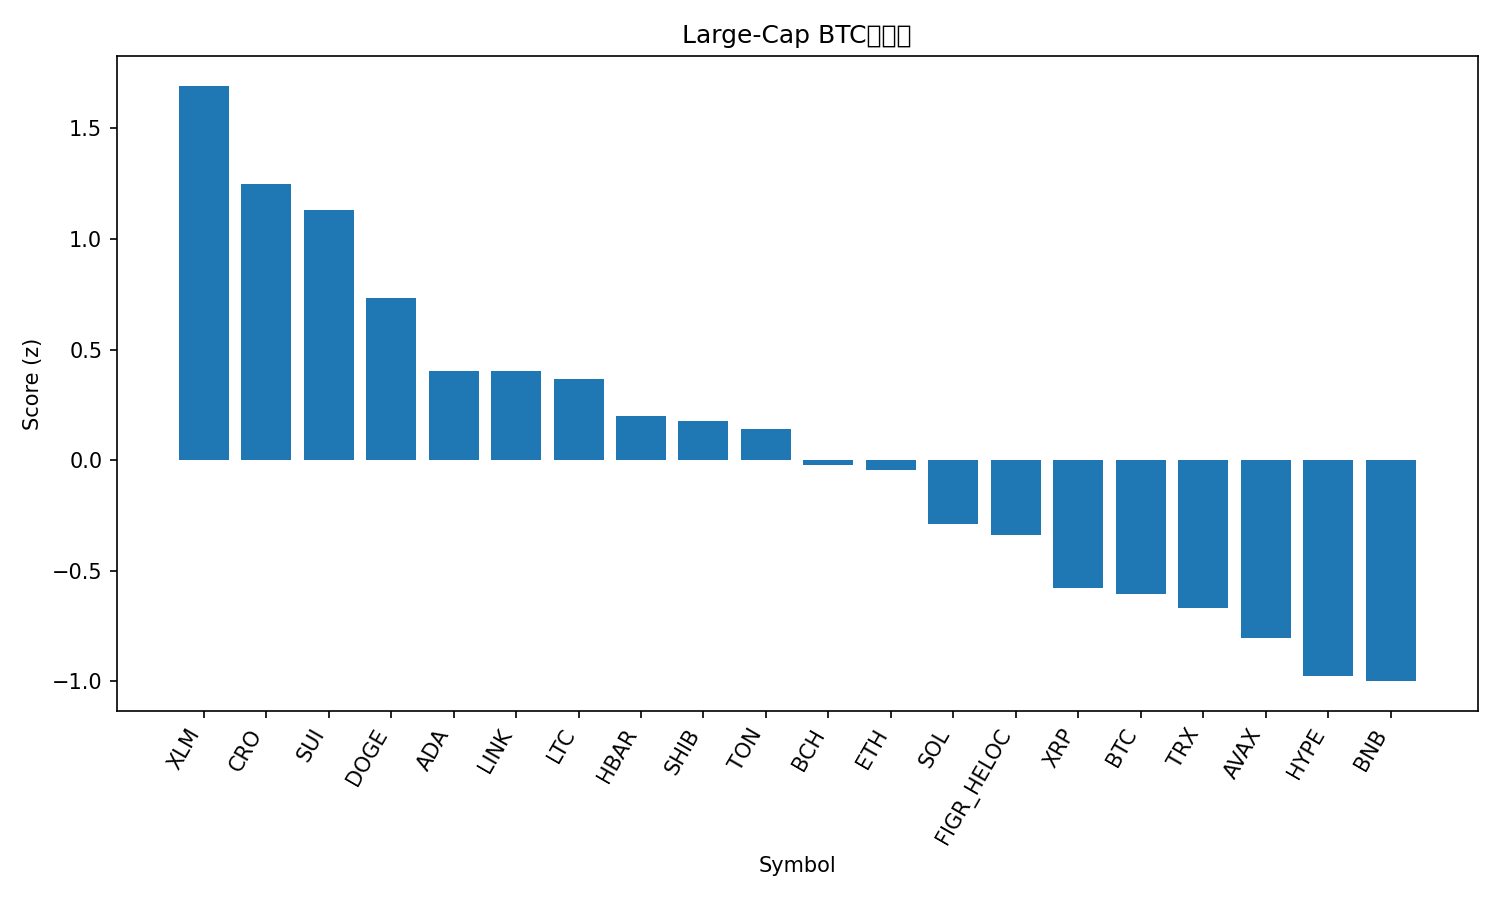 Large-Cap BTC
Score (z)
1.5
1.0
0.5
0.0
−0.5
−1.0
XLM
CRO
SUI
DOGE
ADA
LINK
LTC
HBAR
SHIB
TON
BCH
ETH
SOL
FIGR_HELOC
XRP
BTC
TRX
AVAX
HYPE
BNB
Symbol